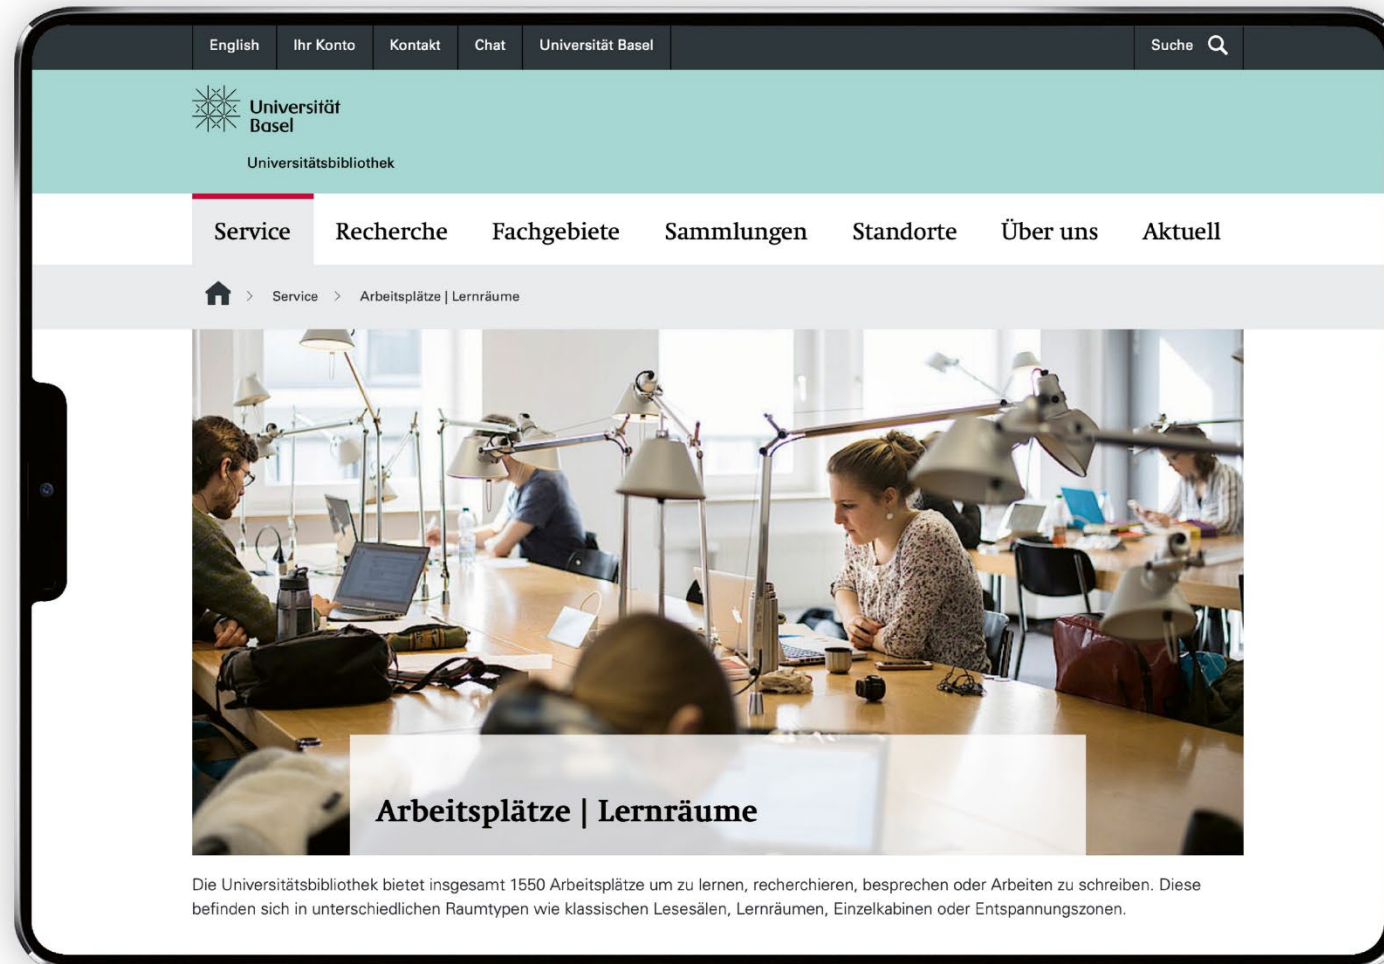 English Ihr Konto Kontakt Chat Universität Basel Suche
Universität
Basel
Universitätsbibliothek
Service Recherche Fachgebiete Sammlungen Standorte Über uns Aktuell
Service > Arbeitsplätze | Lernräume
Arbeitsplätze | Lernräume
Die Universitätsbibliothek bietet insgesamt 1550 Arbeitsplätze um zu lernen, recherchieren, besprechen oder Arbeiten zu schreiben. Diese
befinden sich in unterschiedlichen Raumtypen wie klassischen Lesesälen, Lernräumen, Einzelkabinen oder Entspannungszonen.